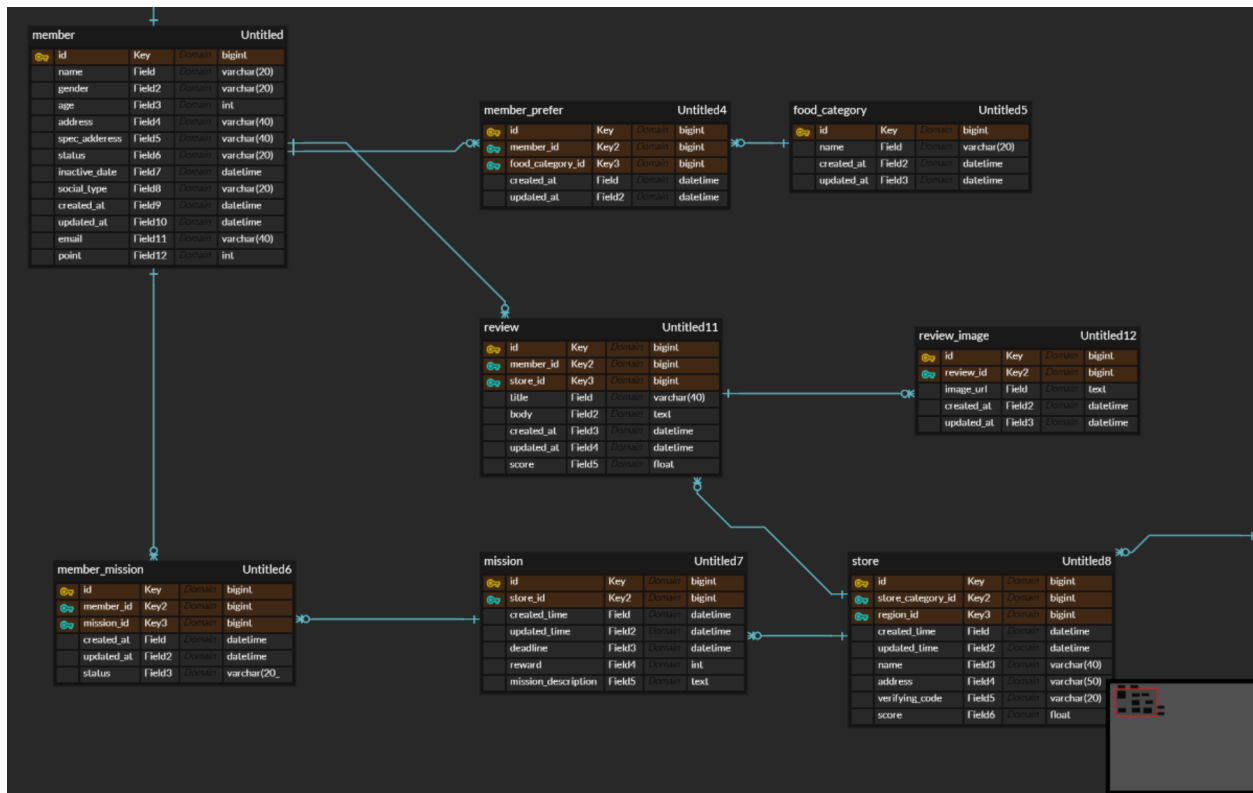 member Untitled
id Key Domain bigint
name Field Domain varchar(20)
gender Field2 Domain varchar(20)
age Field3 Domain int
address Field4 Domain varchar(40)
spec_adderess Field5 Domain varchar(40)
status Field6 Domain varchar(20)
inactive_date Field7 Domain datetime
social_type Field8 Domain varchar(20)
created_at Field9 Domain datetime
updated_at Field10 Domain datetime
email Field11 Domain varchar(40)
point Field12 Domain int
member_prefer Untitled4
id Key Domain bigint
member_id Key2 Domain bigint
food_category_id Key3 Domain bigint
created_at Field Domain datetime
updated_at Field2 Domain datetime
food_category Untitled5
id Key Domain bigint
name Field Domain varchar(20)
created_at Field2 Domain datetime
updated_at Field3 Domain datetime
review Untitled11
id Key Domain bigint
member_id Key2 Domain bigint
store_id Key3 Domain bigint
title Field Domain varchar(40)
body Field2 Domain text
created_at Field3 Domain datetime
updated_at Field4 Domain datetime
score Field5 Domain float
review_image Untitled12
id Key Domain bigint
review_id Key2 Domain bigint
image_url Field Domain text
created_at Field2 Domain datetime
updated_at Field3 Domain datetime
member_mission Untitled6
id Key Domain bigint
member_id Key2 Domain bigint
mission_id Key3 Domain bigint
created_at Field Domain datetime
updated_at Field2 Domain datetime
status Field3 Domain varchar(20_
mission Untitled7
id Key Domain bigint
store_id Key2 Domain bigint
created_time Field Domain datetime
updated_time Field2 Domain datetime
deadline Field3 Domain datetime
reward Field4 Domain int
mission_description Field5 Domain text
store Untitled8
id Key Domain bigint
store_category_id Key2 Domain bigint
region_id Key3 Domain bigint
created_time Field Domain datetime
updated_time Field2 Domain datetime
name Field3 Domain varchar(40)
address Field4 Domain varchar(50)
verifying_code Field5 Domain varchar(20)
score Field6 Domain float